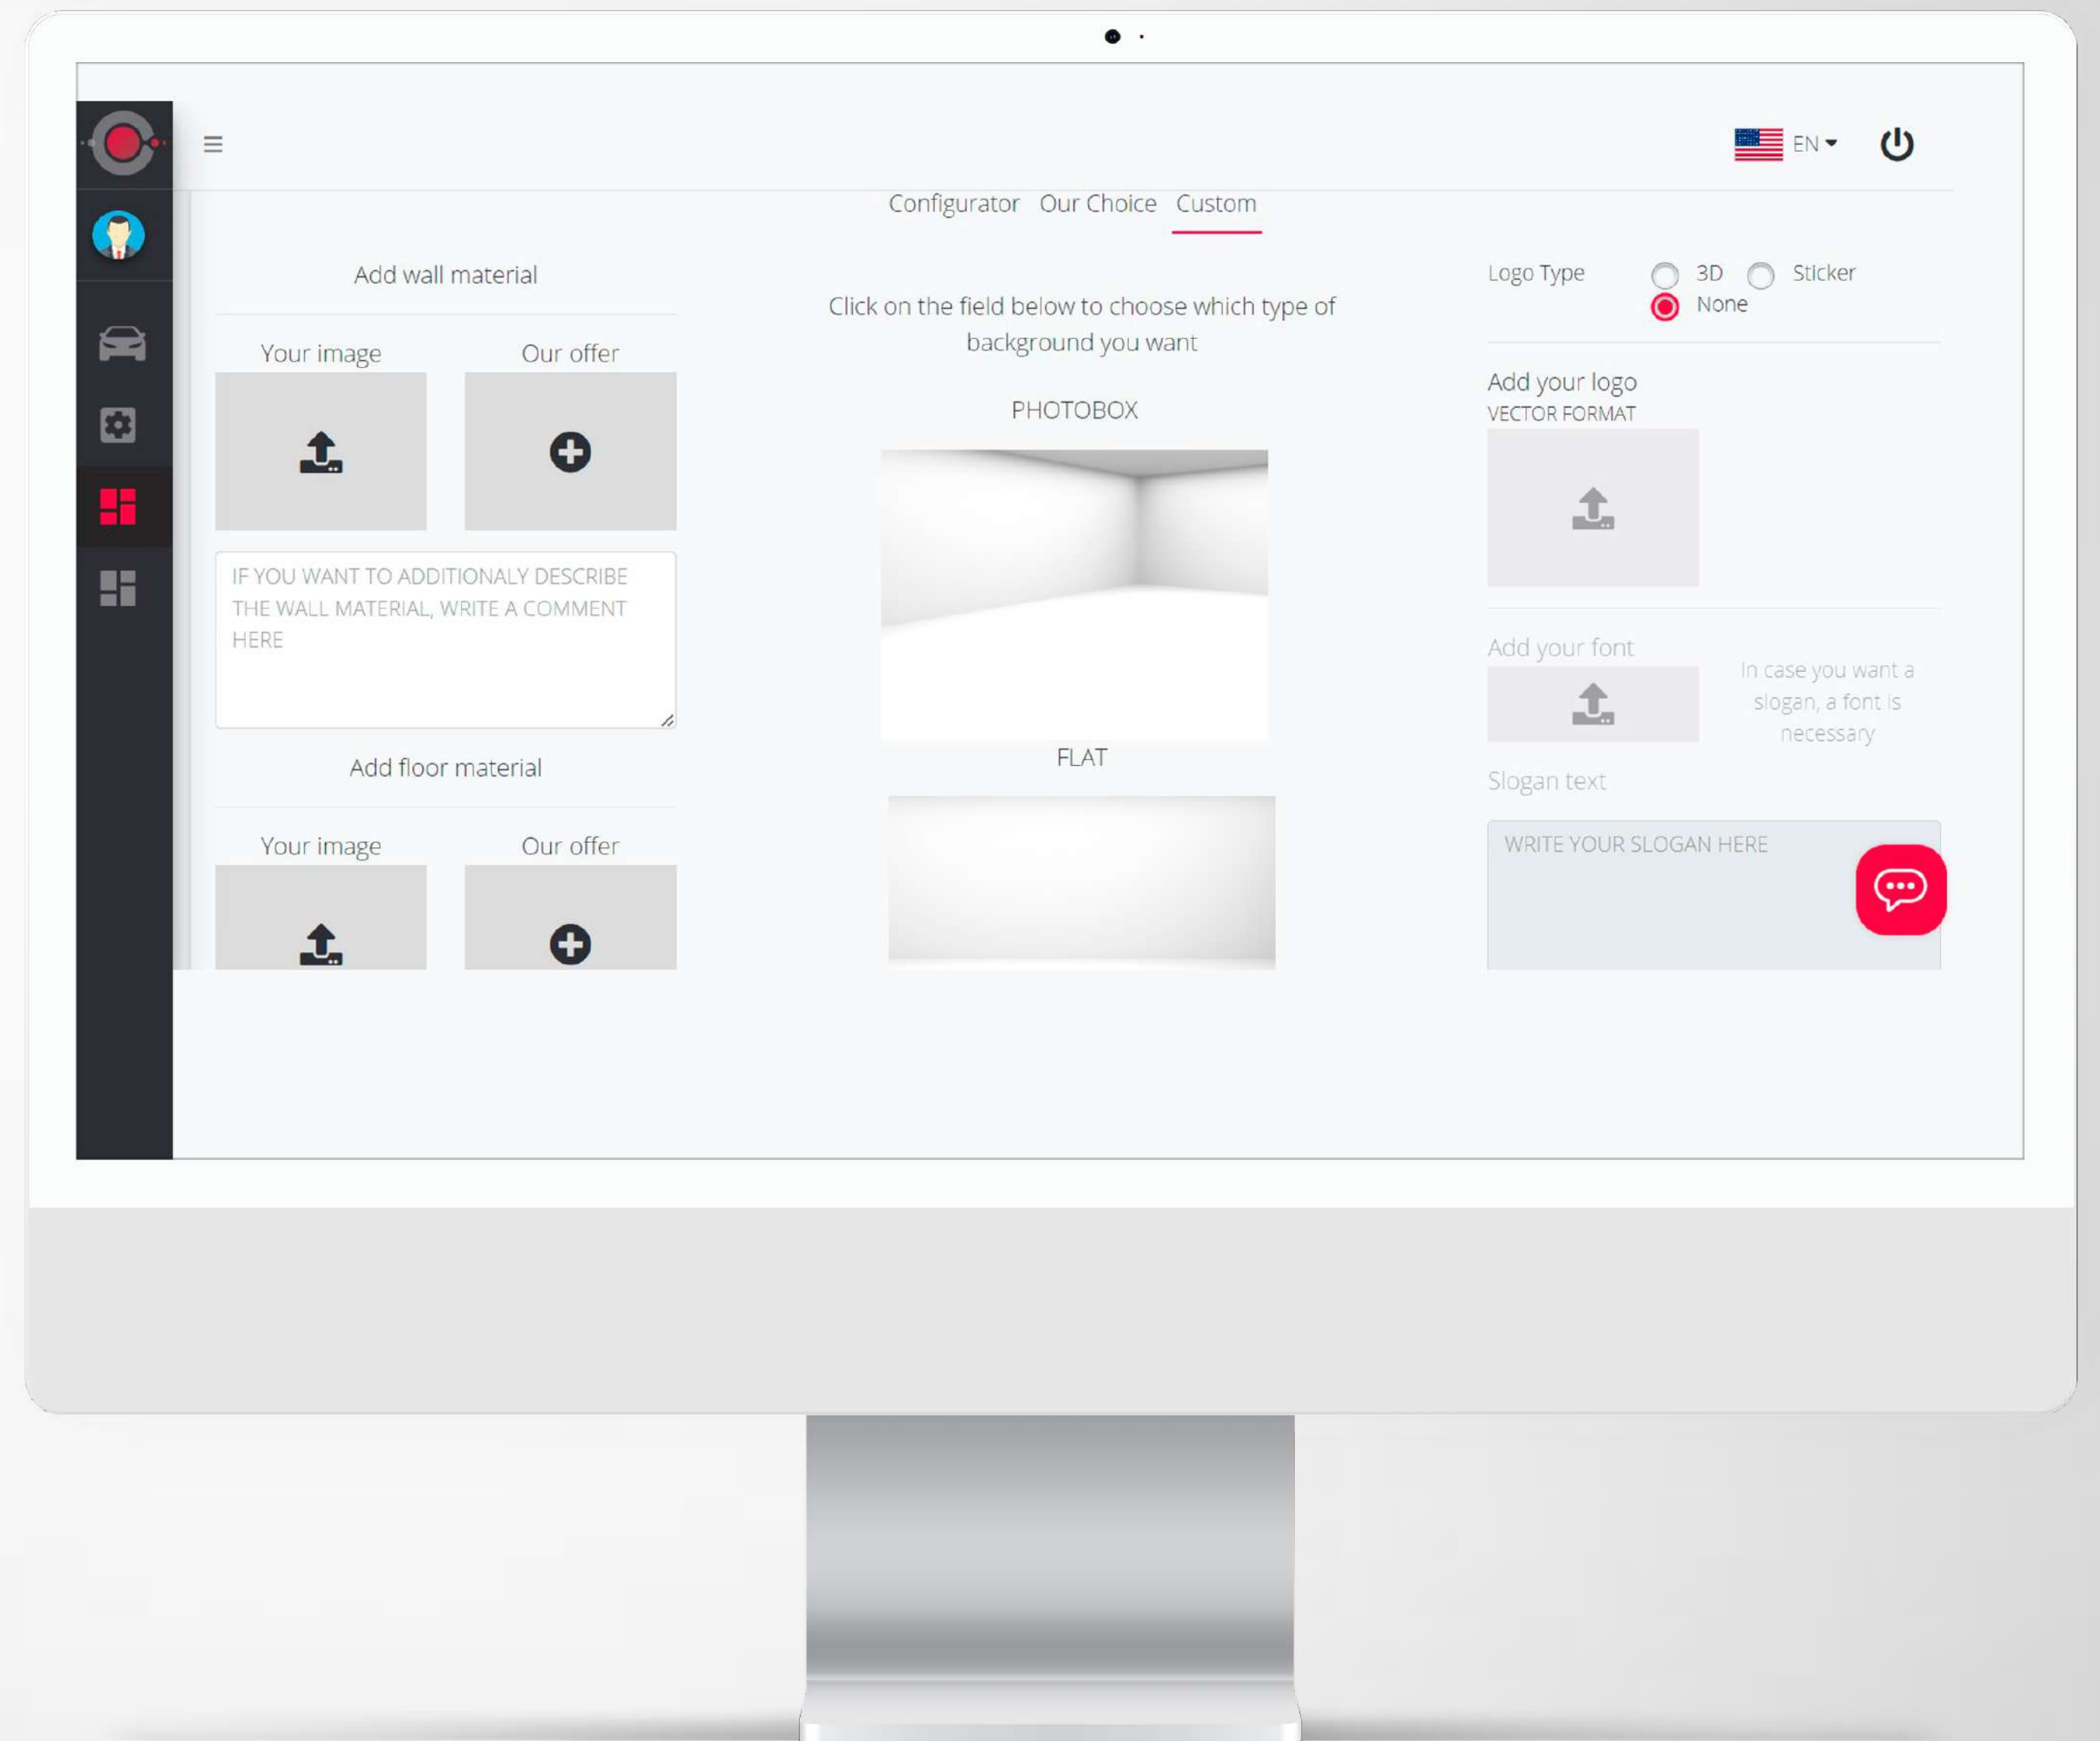 EN
Configurator Our Choice Custom
Add wall material
Your image Our offer
IF YOU WANT TO ADDITIONALY DESCRIBE
THE WALL MATERIAL, WRITE A COMMENT
HERE
Add floor material
Your image Our offer
Click on the field below to choose which type of
background you want
PHOTOBOX
FLAT
Logo Type 3D Sticker
None
Add your logo
VECTOR FORMAT
Add your font
In case you want a
slogan, a font is
necessary
Slogan text
WRITE YOUR SLOGAN HERE